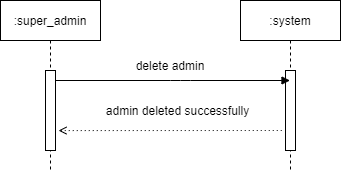 :super_admin
:system
delete admin
admin deleted successfully